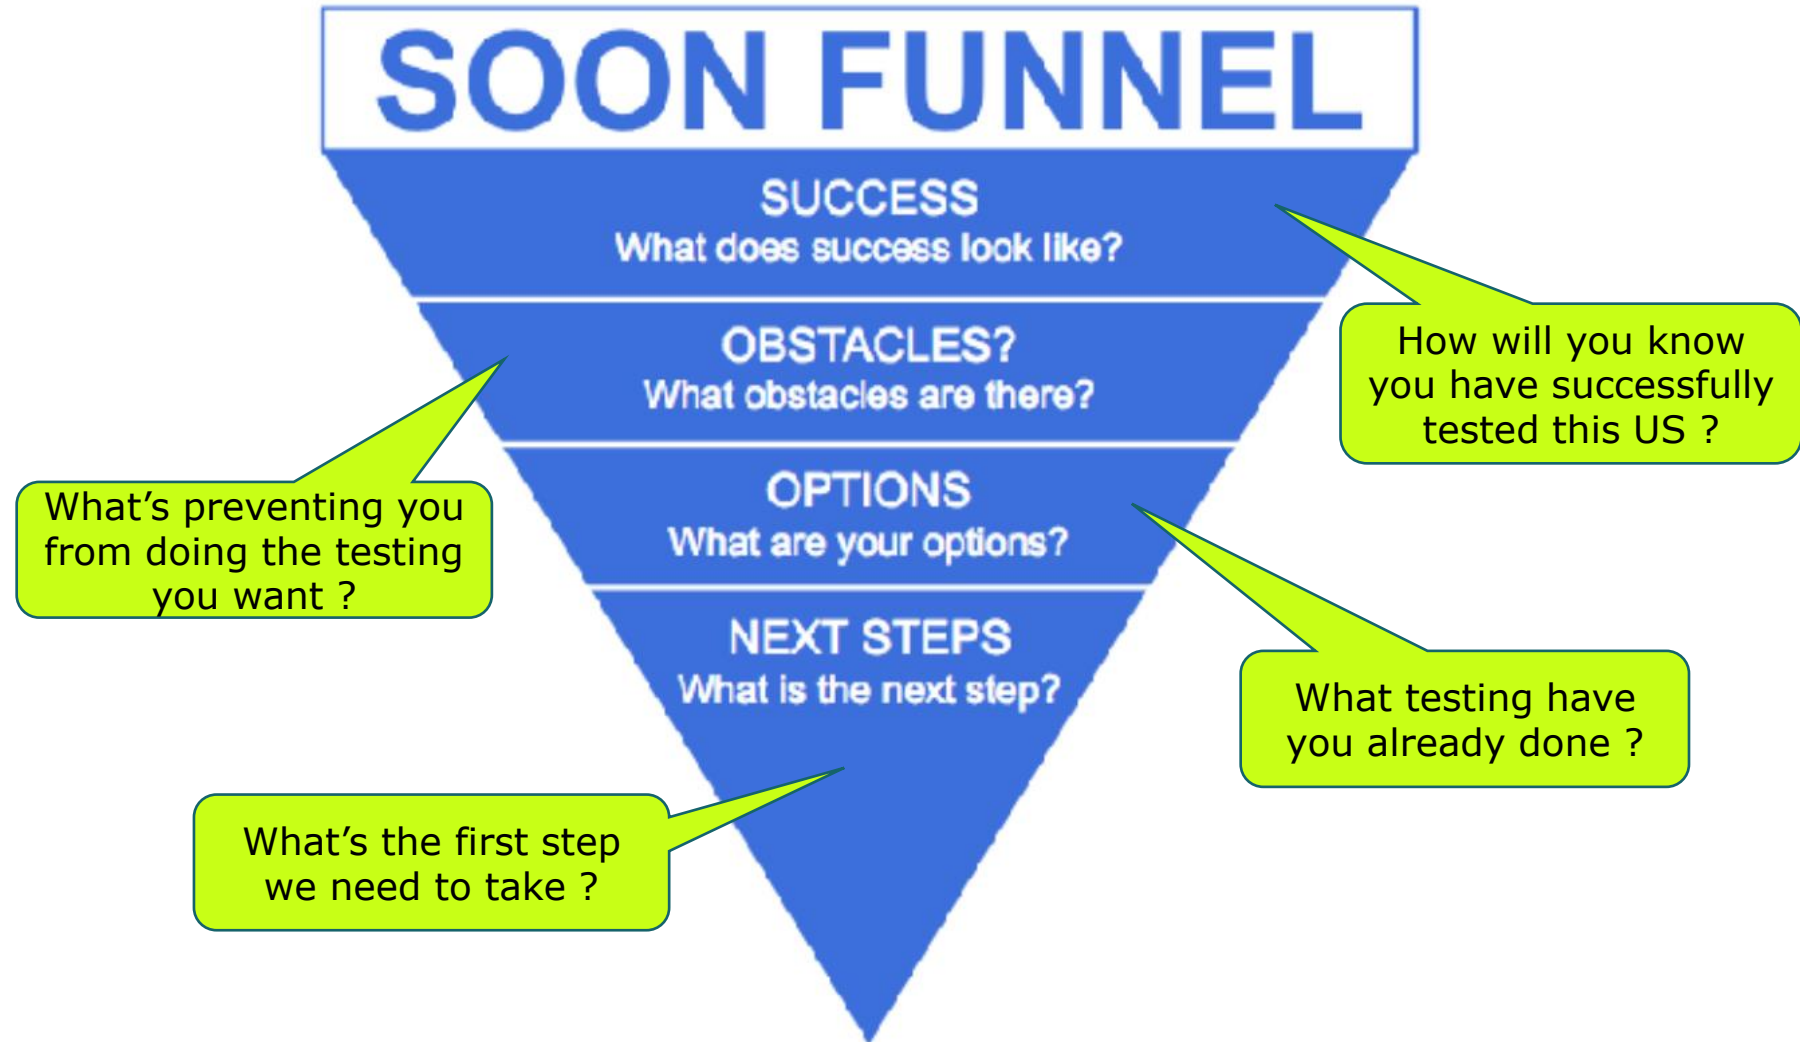 SOON FUNNEL
SUCCESS
What does success look like?
OBSTACLES?
What obstacles are there?
OPTIONS
What are your options?
NEXT STEPS
What is the next step?
How will you know
you have successfully
tested this US ?
What’s preventing you
from doing the testing
you want ?
What testing have
you already done ?
What’s the first step
we need to take ?